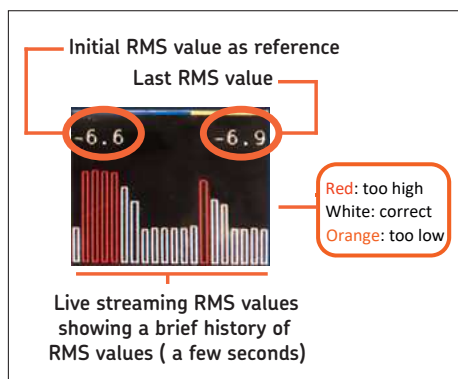 Initial RMS value as reference
Last RMS value
-6.6
-6.9
Red: too high
White: correct
Orange: too low
Live streaming RMS values
showing a brief history of
RMS values ( a few seconds)